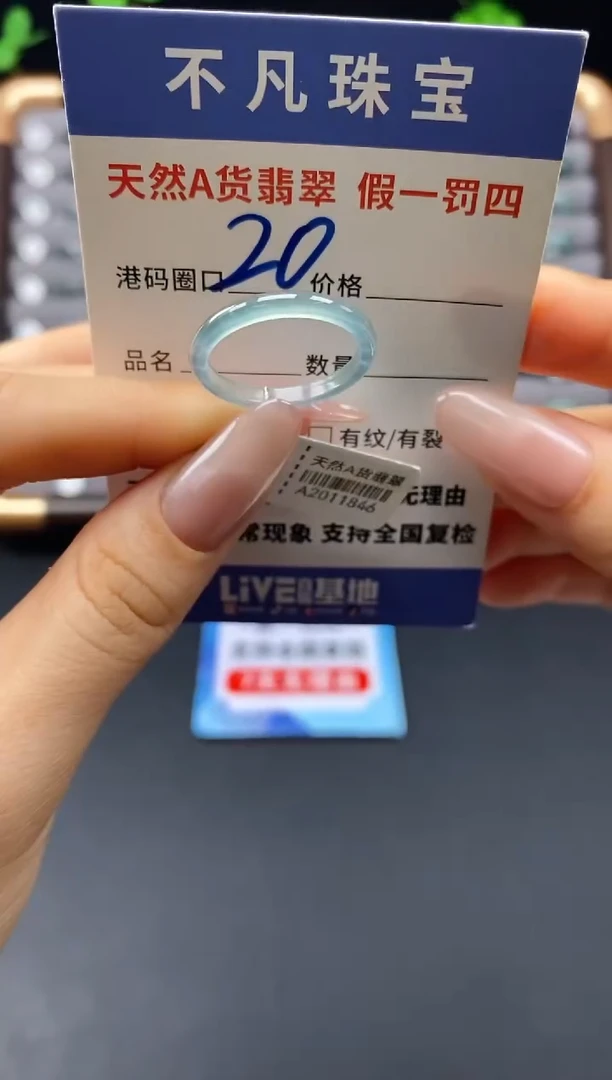 不凡珠宝
天然A货翡翠 假一罚四
港码圈口 20 价格
品名 数量
有纹/有裂
天然A货翡翠
A2011846
无理由
常现象 支持全国复检
LiVE 基地